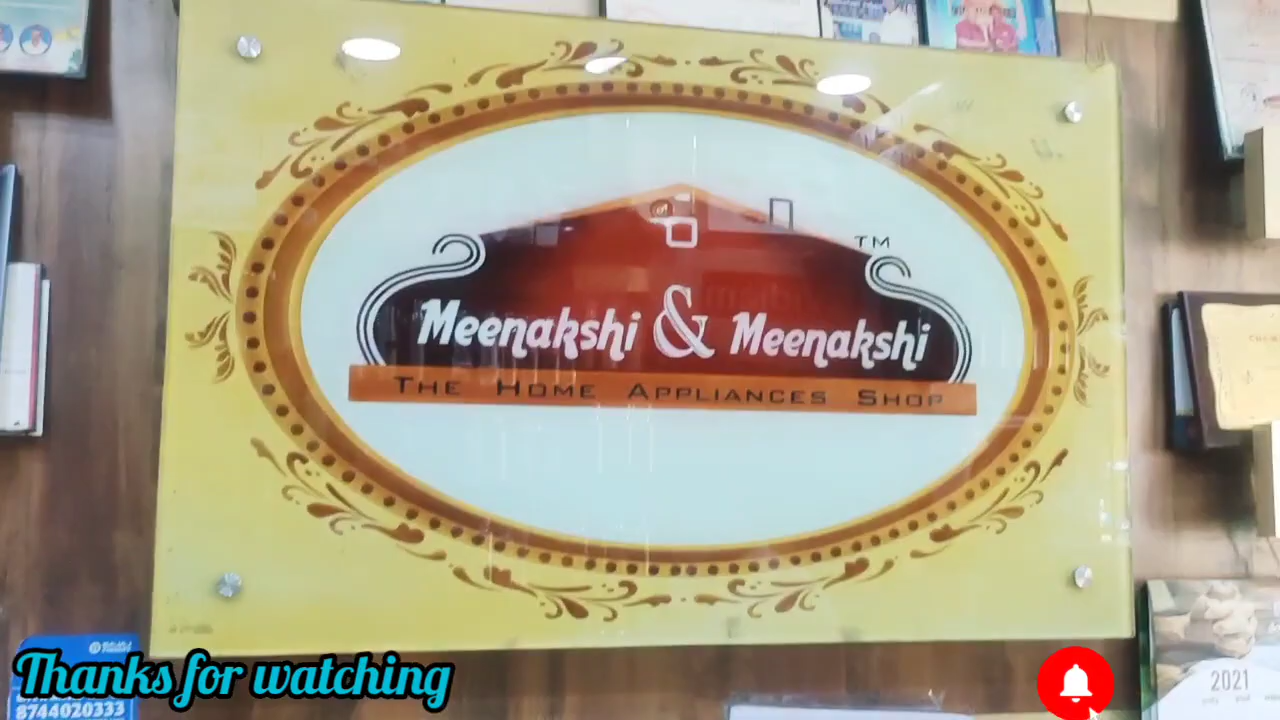 TM
Meenakshi & Meenakshi
THE HOME APPLIANCES SHOP
Thanks for watching
8744020333
2021